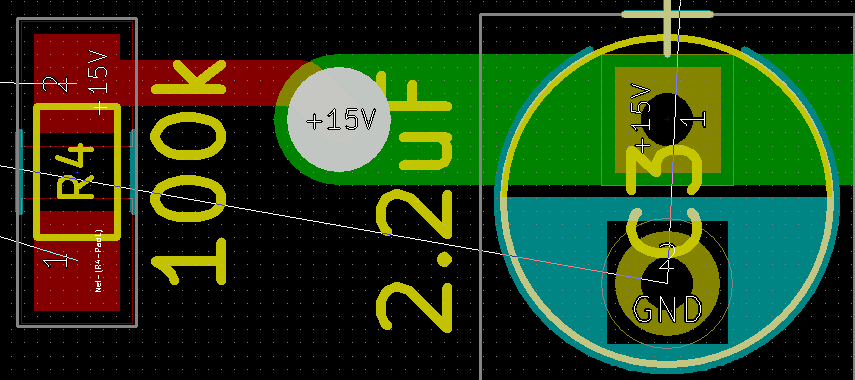 2
+15V
R4
1
Net-(R4-Pad1)
100k
+15V
2.2uF
+15V
1
C3
2
GND